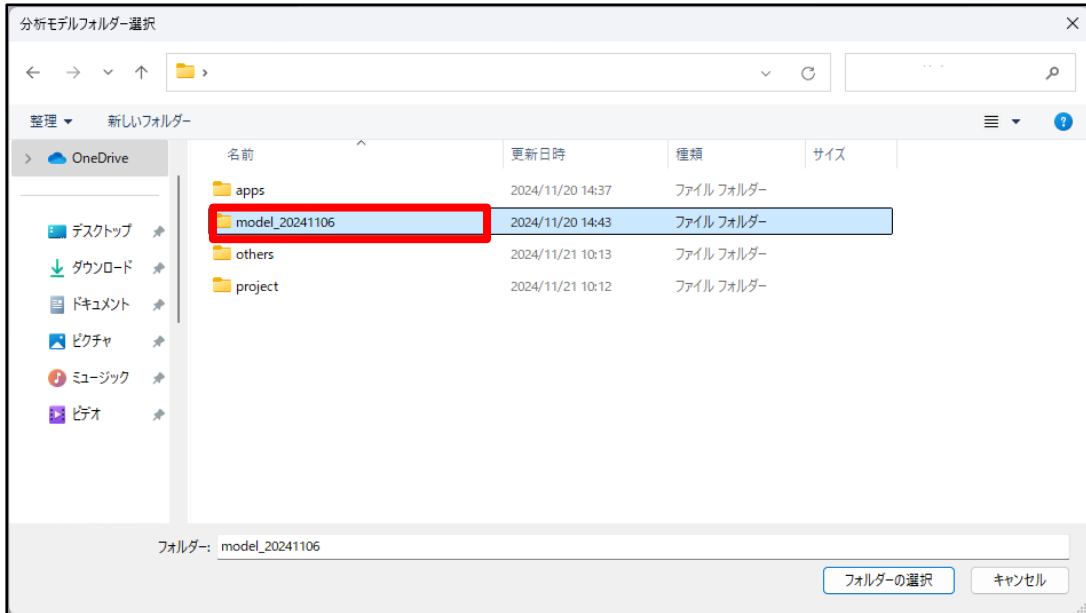 分析モデルフォルダー選択
整理 新しいフォルダー
OneDrive
デスクトップ
ダウンロード
ドキュメント
ピクチャ
ミュージック
ビデオ
名前 更新日時 種類 サイズ
apps 2024/11/20 14:37 ファイル フォルダー
model_20241106 2024/11/20 14:43 ファイル フォルダー
others 2024/11/21 10:13 ファイル フォルダー
project 2024/11/21 10:12 ファイル フォルダー
フォルダー: model_20241106
フォルダーの選択 キャンセル